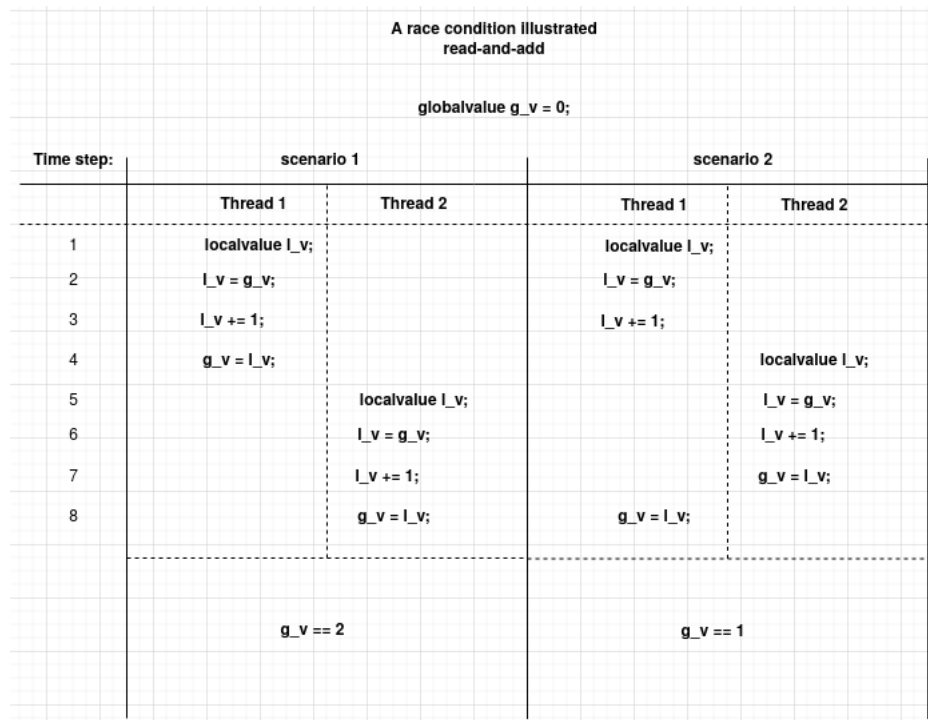 A race condition illustrated
read-and-add
globalvalue g_v = 0;
Time step: scenario 1 scenario 2
Thread 1 Thread 2 Thread 1 Thread 2
1 localvalue l_v; localvalue l_v;
2 l_v = g_v; l_v = g_v;
3 l_v += 1; l_v += 1;
4 g_v = l_v; localvalue l_v;
5 localvalue l_v; l_v = g_v;
6 l_v = g_v; l_v += 1;
7 l_v += 1; g_v = l_v;
8 g_v = l_v; g_v = l_v;
g_v == 2 g_v == 1